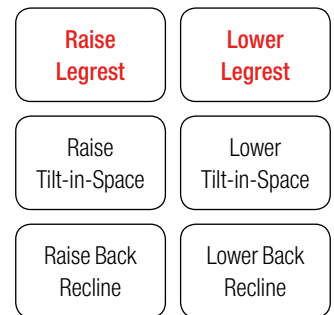 Raise
Legrest
Lower
Legrest
Raise
Tilt-in-Space
Lower
Tilt-in-Space
Raise Back
Recline
Lower Back
Recline